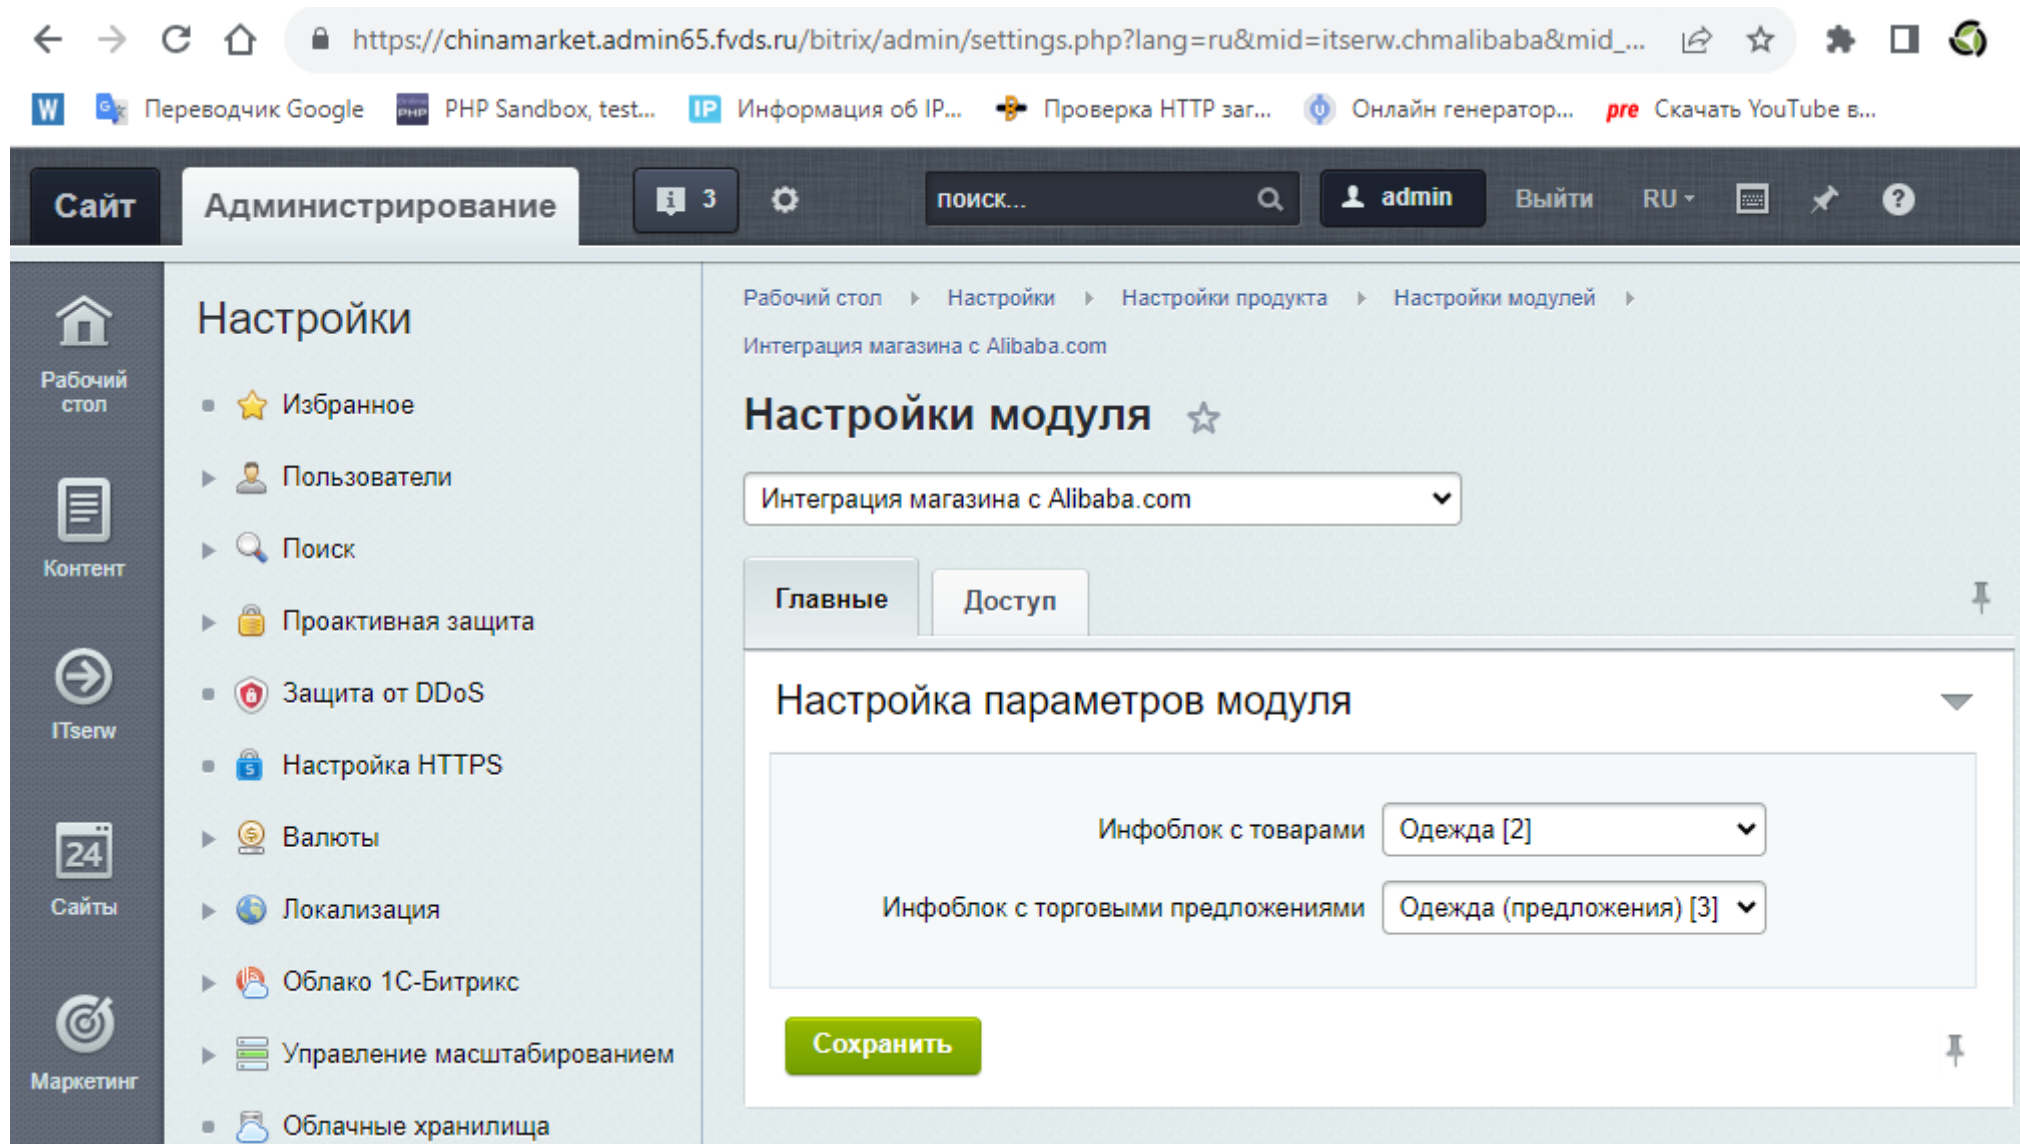 https://chinamarket.admin65.fvds.ru/bitrix/admin/settings.php?lang=ru&mid=itserw.chmalibaba&mid_...
W Переводчик Google PHP PHP Sandbox, test... IP Информация об IP... Проверка HTTP заг... Онлайн генератор... pre Скачать YouTube в...
Сайт Администрирование 3 поиск... admin Выйти RU
Рабочий стол
Контент
ITserw
24
Сайты
Маркетинг
Настройки
Избранное
Пользователи
Поиск
Проактивная защита
Защита от DDoS
Настройка HTTPS
Валюты
Локализация
Облако 1С-Битрикс
Управление масштабированием
Облачные хранилища
Рабочий стол Настройки Настройки продукта Настройки модулей
Интеграция магазина с Alibaba.com
Настройки модуля
Интеграция магазина с Alibaba.com
Главные Доступ
Настройка параметров модуля
Инфоблок с товарами Одежда [2]
Инфоблок с торговыми предложениями Одежда (предложения) [3]
Сохранить